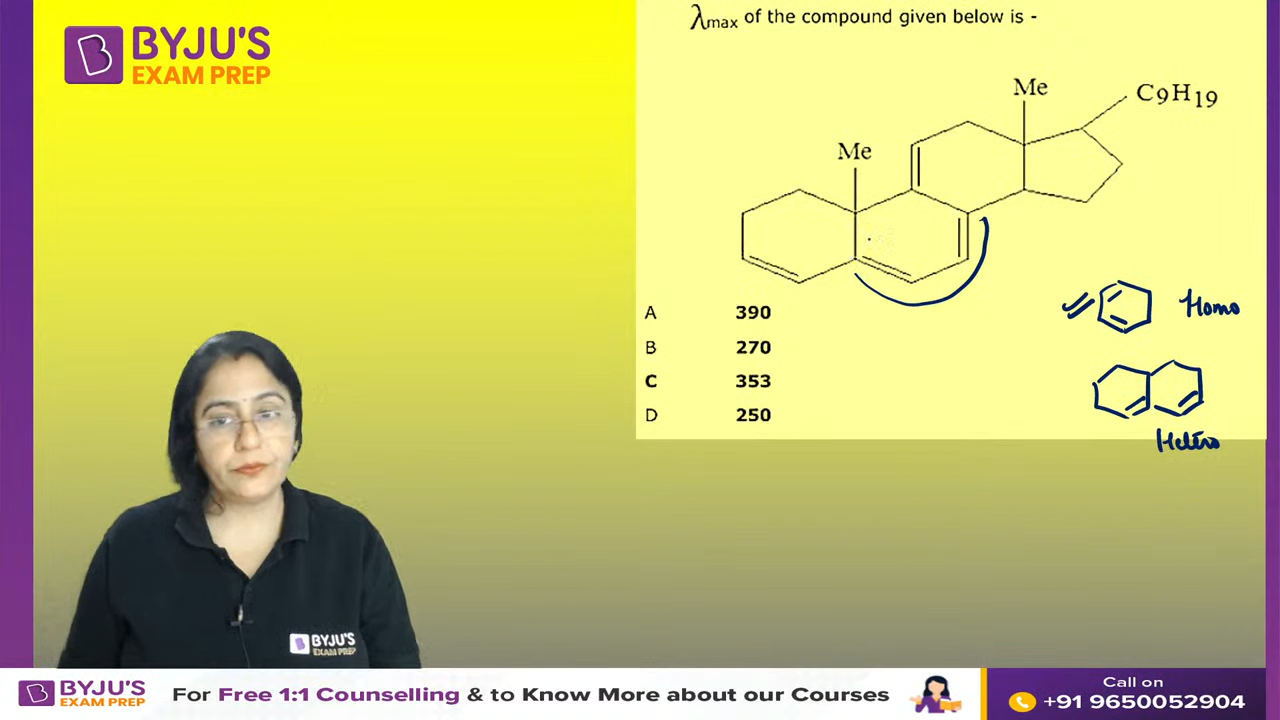 BYJU'S
EXAM PREP
λmax of the compound given below is -
Me
C9H19
Me
A 390
B 270
C 353
D 250
Homo
Hetero
BYJU'S
EXAM PREP
BYJU'S
EXAM PREP
For Free 1:1 Counselling & to Know More about our Courses
Call on
+91 9650052904